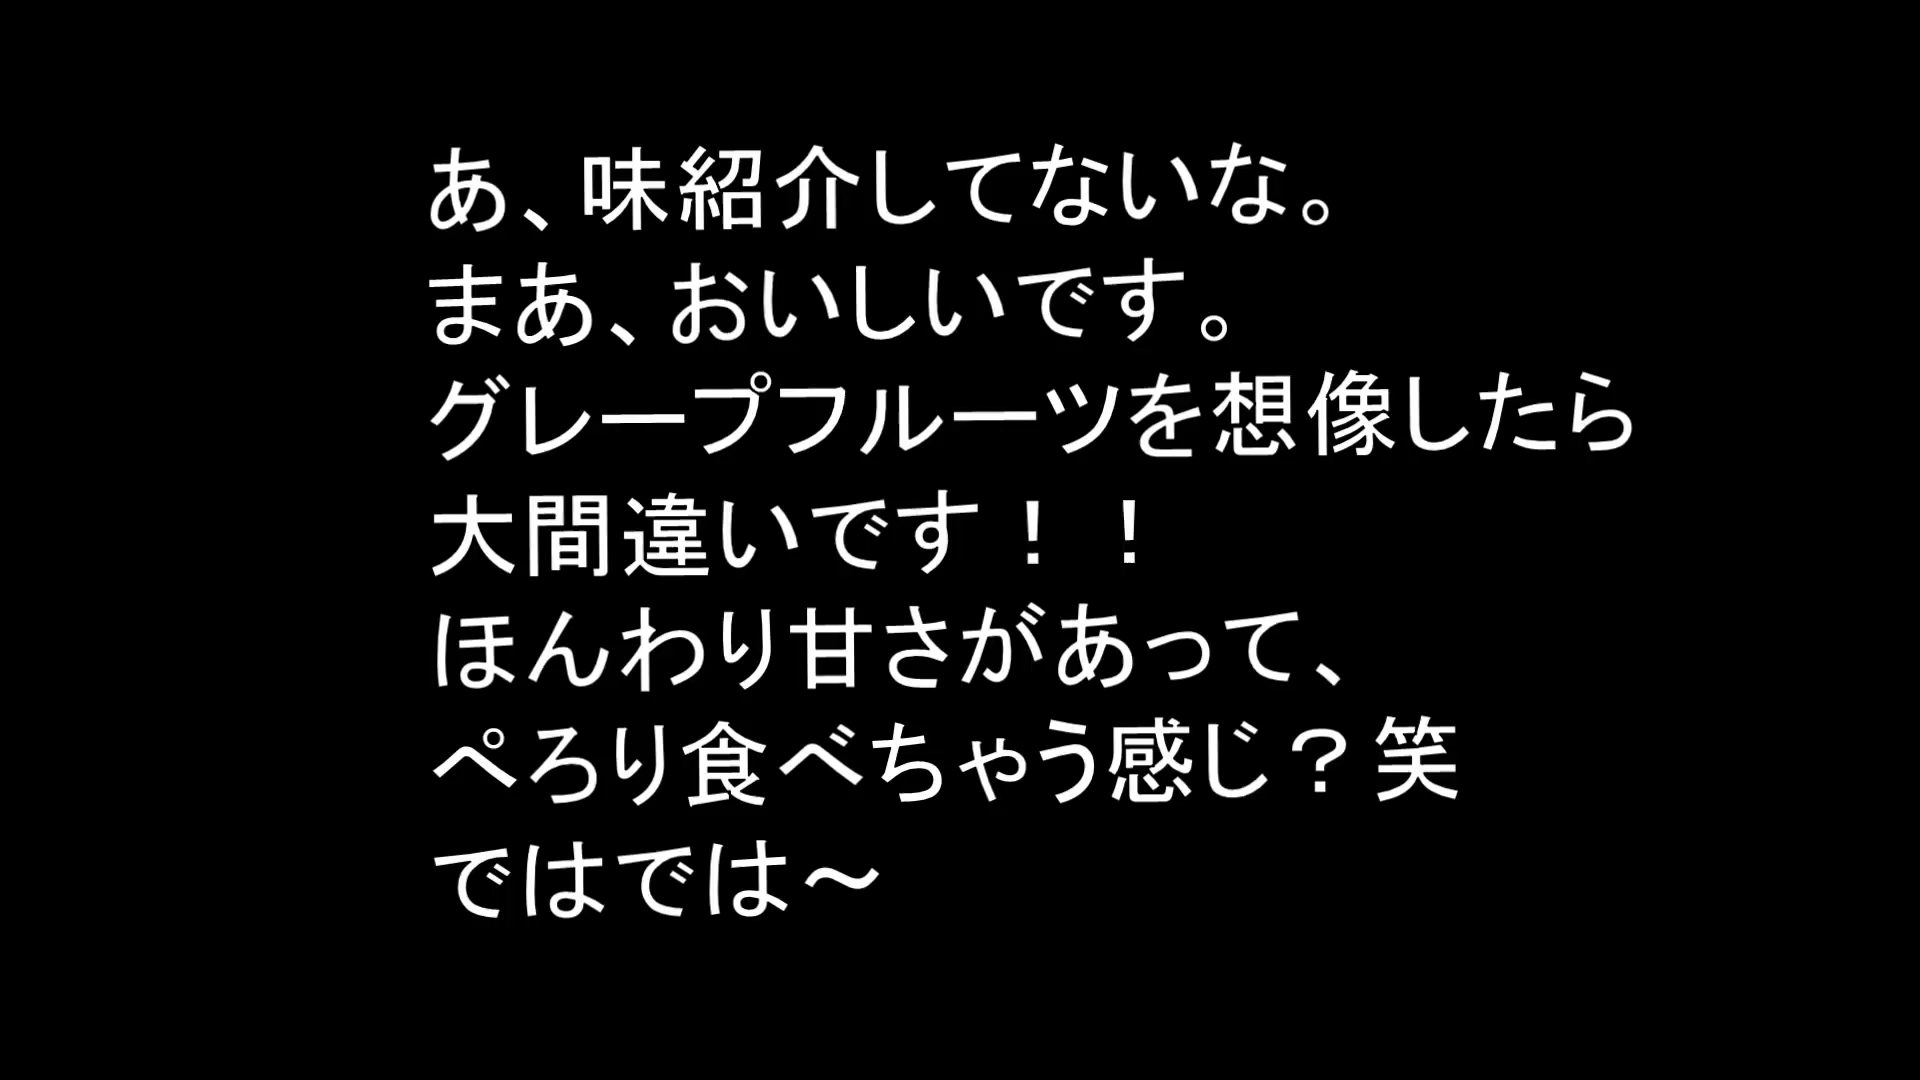 あ、味紹介してないな。
まあ、おいしいです。
グレープフルーツを想像したら
大間違いです！！
ほんわり甘さがあって、
ぺろり食べちゃう感じ？笑
ではでは～